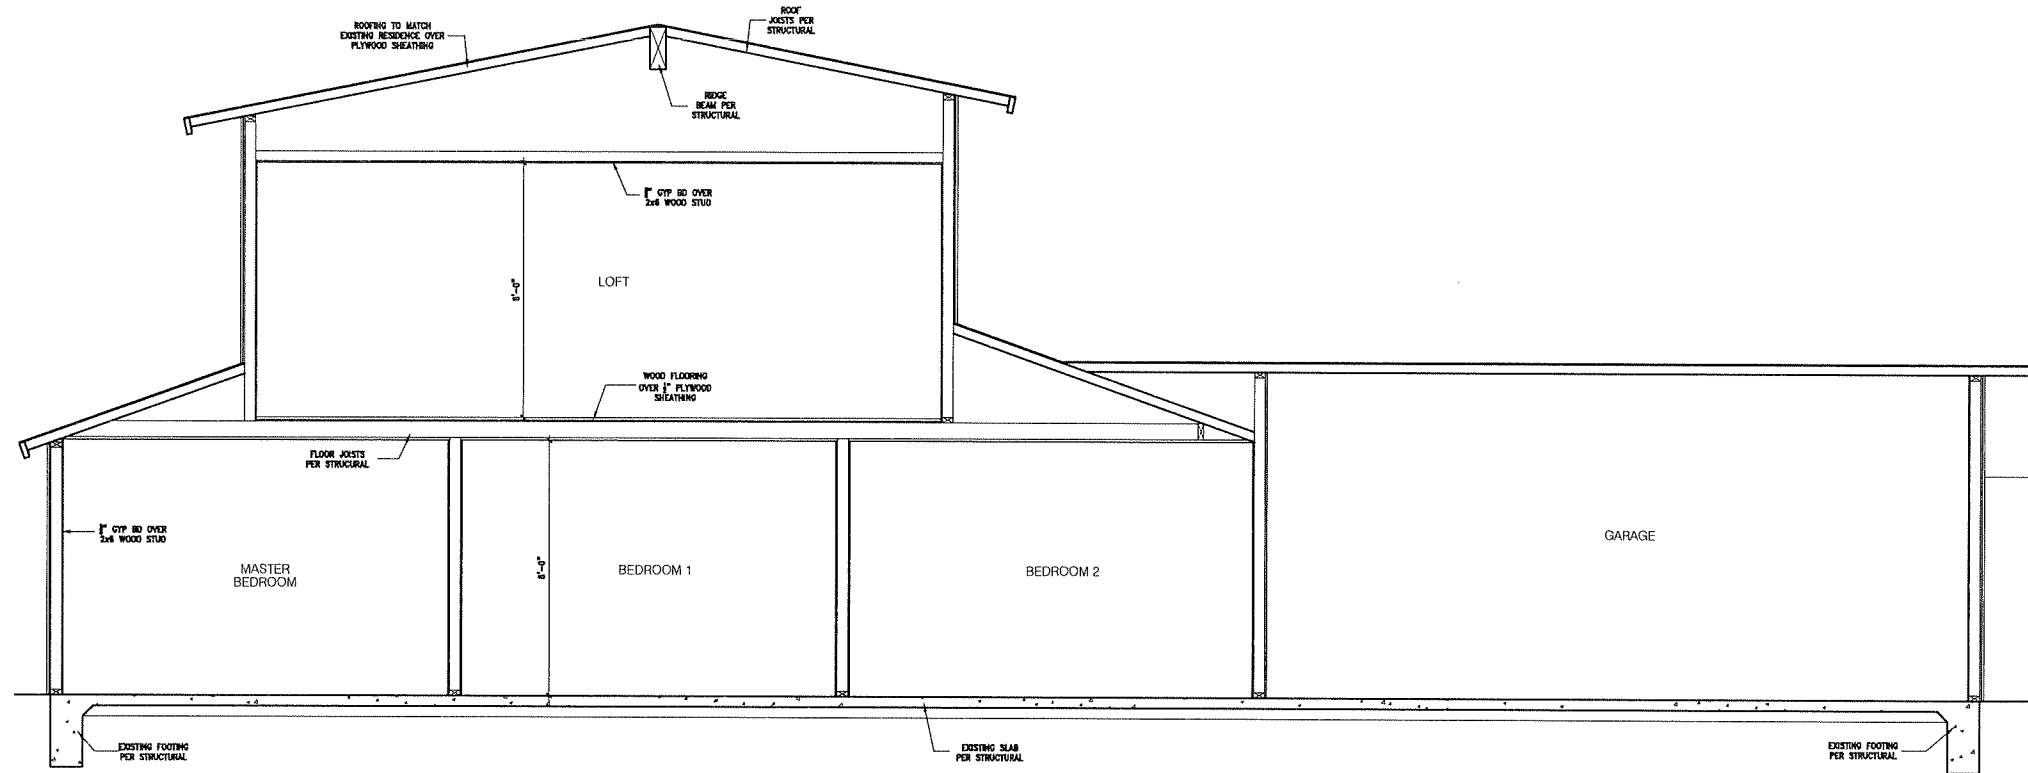 ROOFING TO MATCH
EXISTING RESIDENCE OVER
PLYWOOD SHEATHING
ROOF
JOISTS PER
STRUCTURAL
RIDGE
BEAM PER
STRUCTURAL
GYP BD OVER
2x6 WOOD STUD
LOFT
8'-0"
WOOD FLOORING
OVER PLYWOOD
SHEATHING
FLOOR JOISTS
PER STRUCURAL
GYP BD OVER
2x6 WOOD STUD
MASTER
BEDROOM
8'-0"
BEDROOM 1
BEDROOM 2
GARAGE
EXISTING FOOTING
PER STRUCTURAL
EXISTING SLAB
PER STRUCTURAL
EXISTING FOOTING
PER STRUCTURAL